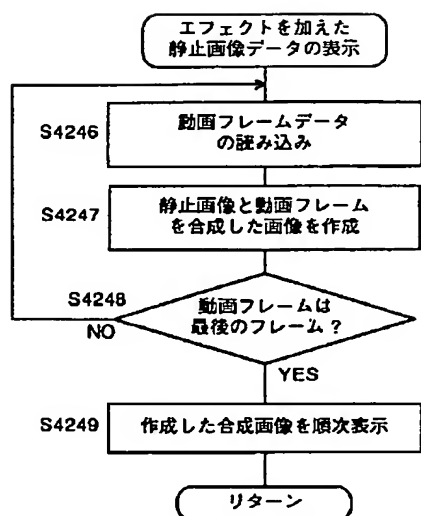 エフェクトを加えた
静止画像データの表示
S4246
動画フレームデータ
の読み込み
S4247
静止画像と動画フレーム
を合成した画像を作成
S4248
動画フレームは
最後のフレーム?
NO
YES
S4249
作成した合成画像を順次表示
リターン